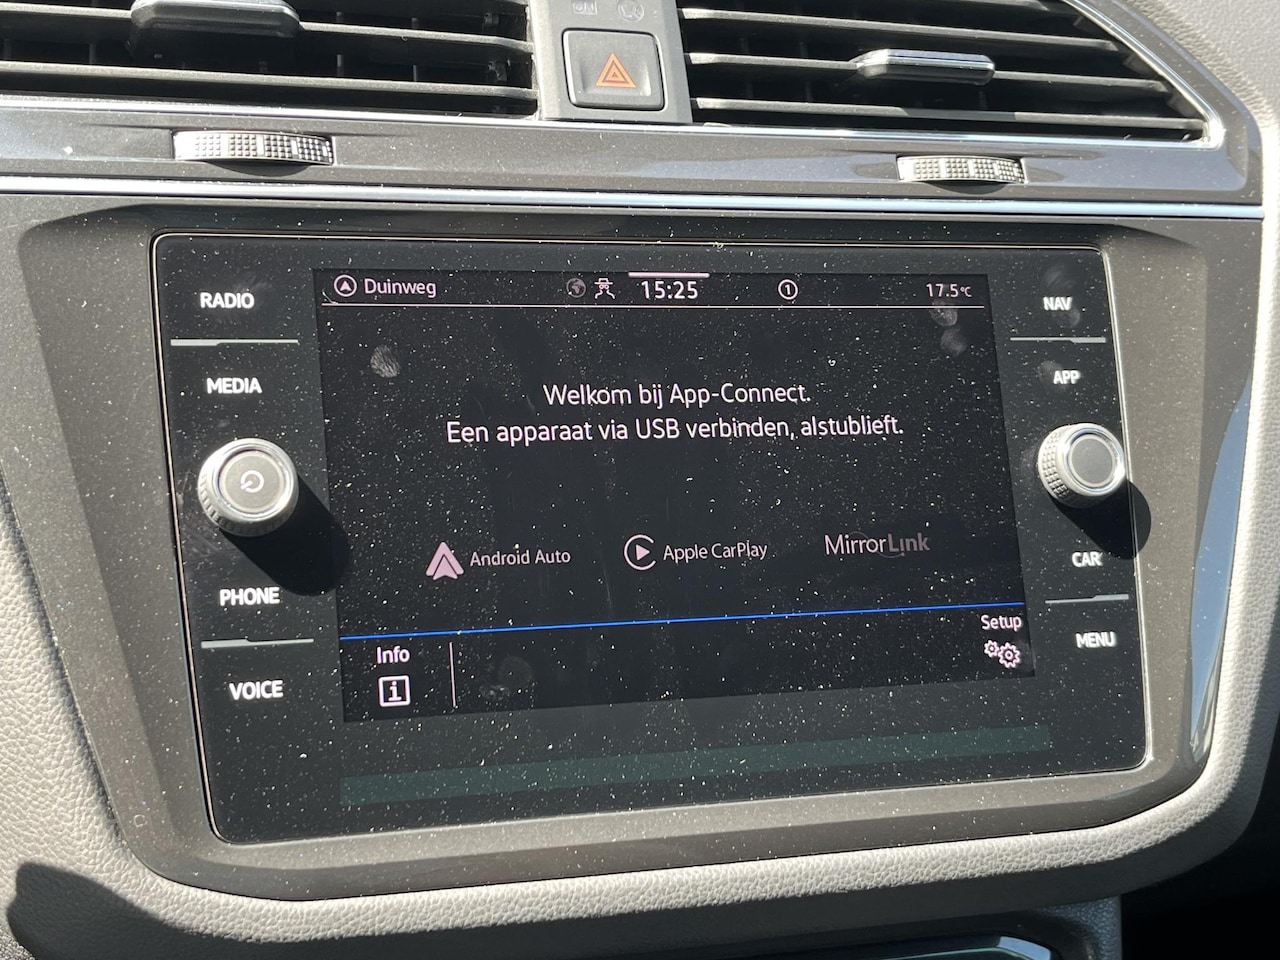 RADIO
MEDIA
PHONE
VOICE
Duinweg
15:25
1
17.5°C
Welkom bij App-Connect.
Een apparaat via USB verbinden, alstublieft.
Android Auto
Apple CarPlay
MirrorLink
Info
i
Setup
NAV
APP
CAR
MENU